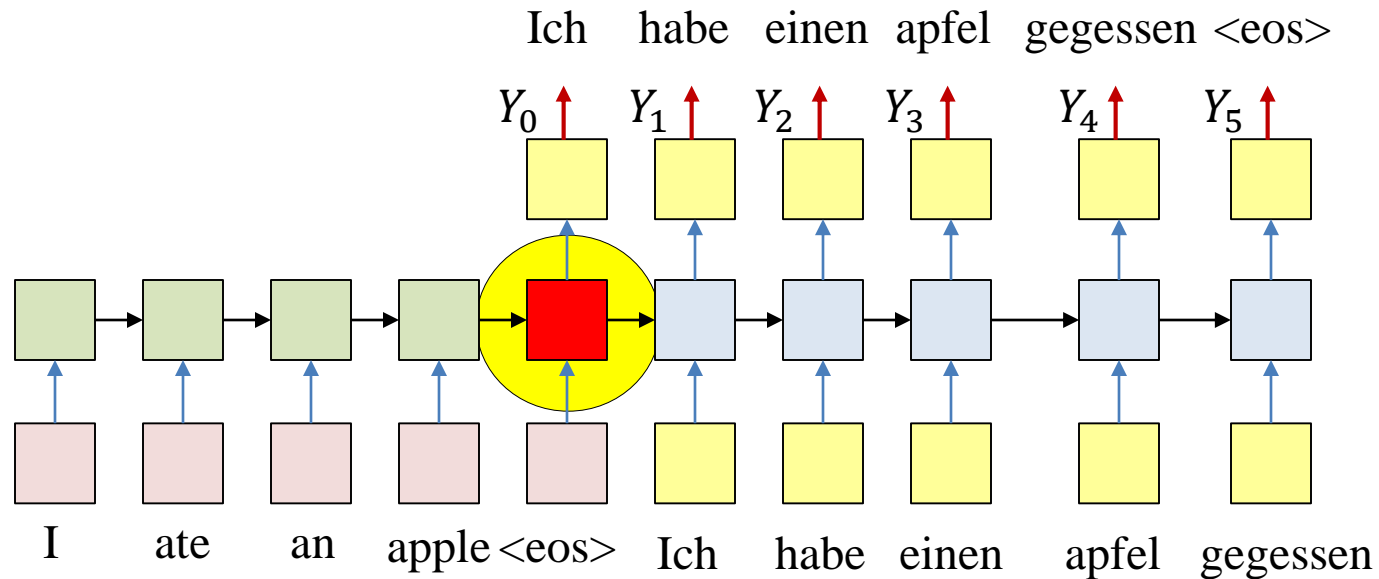 Ich habe einen apfel gegessen <eos>
Y₀ Y₁ Y₂ Y₃ Y₄ Y₅
I ate an apple <eos> Ich habe einen apfel gegessen